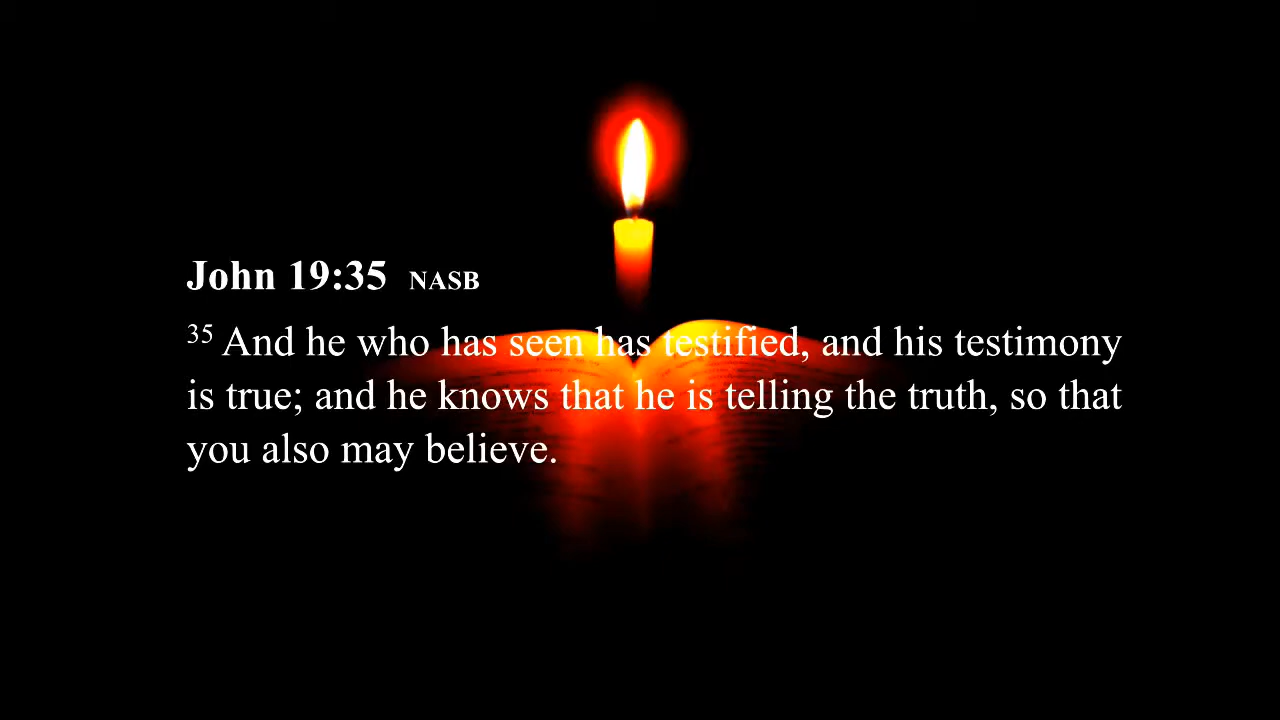 John 19:35 NASB
35 And he who has seen has testified, and his testimony
is true; and he knows that he is telling the truth, so that
you also may believe.